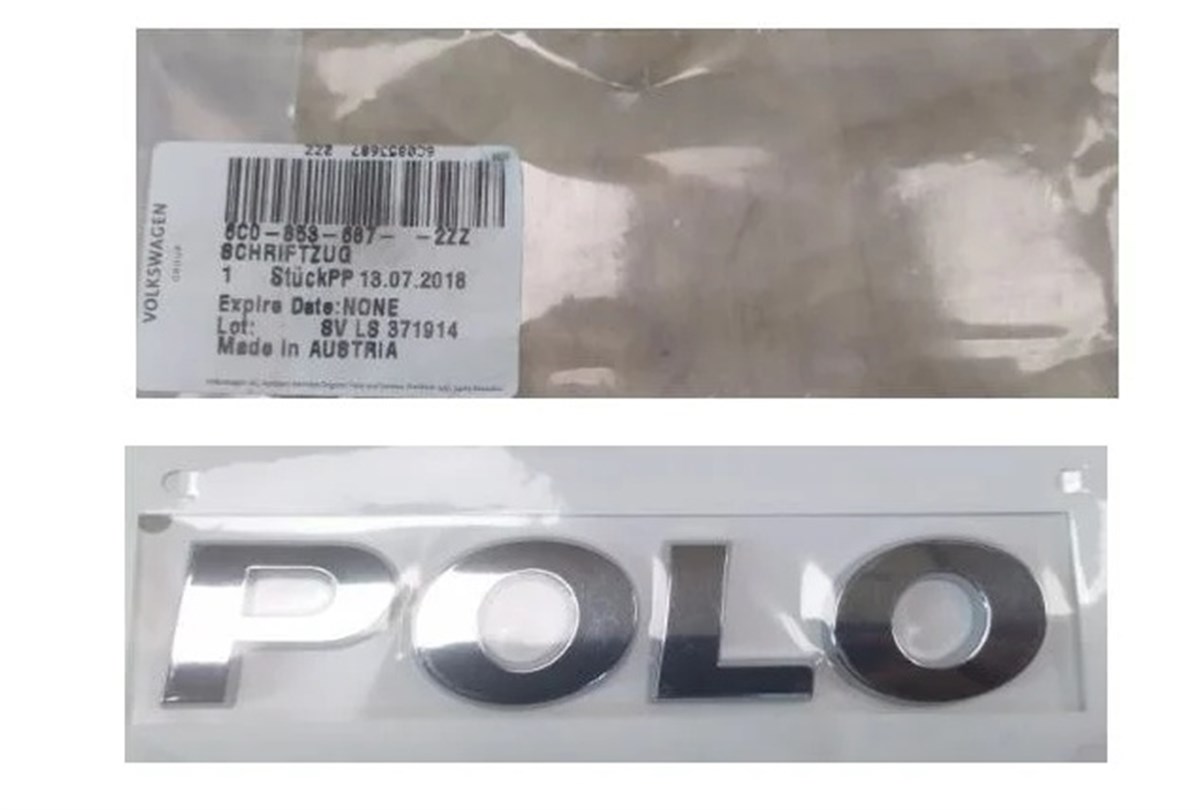 6C0853687 2ZZ
VOLKSWAGEN
GROUP
6C0-853-687- -2ZZ
SCHRIFTZUG
1 StückPP 13.07.2018
Expire Date:NONE
Lot: SV LS 371914
Made in AUSTRIA
POLO